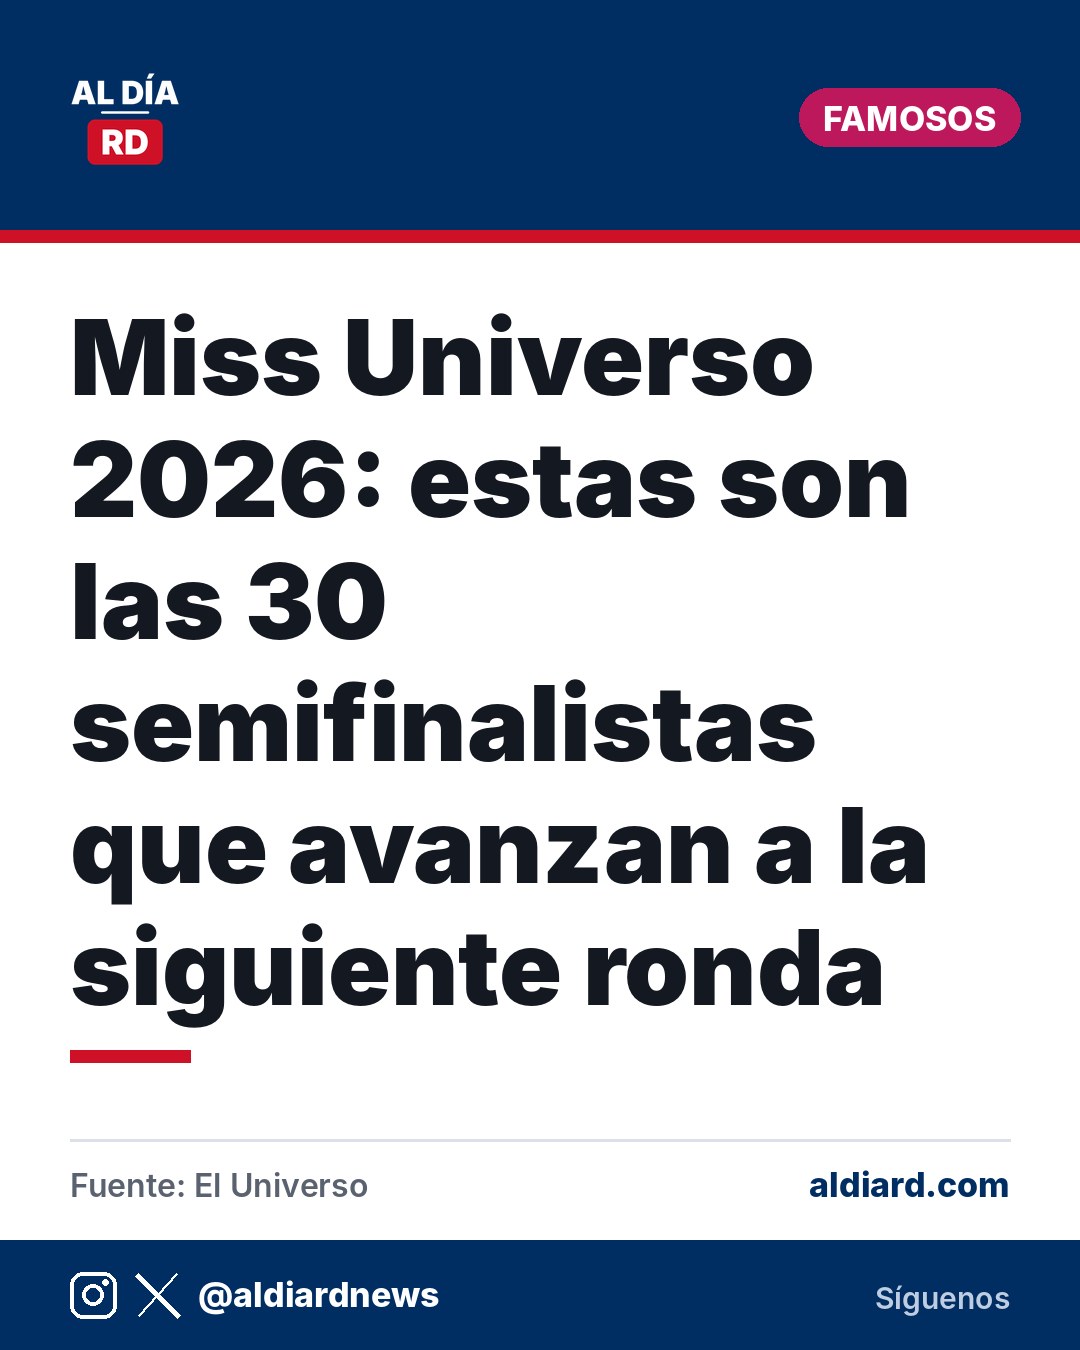 AL DÍA
RD
FAMOSOS
Miss Universo
2026: estas son
las 30
semifinalistas
que avanzan a la
siguiente ronda
Fuente: El Universo
aldiard.com
@aldiardnews
Síguenos